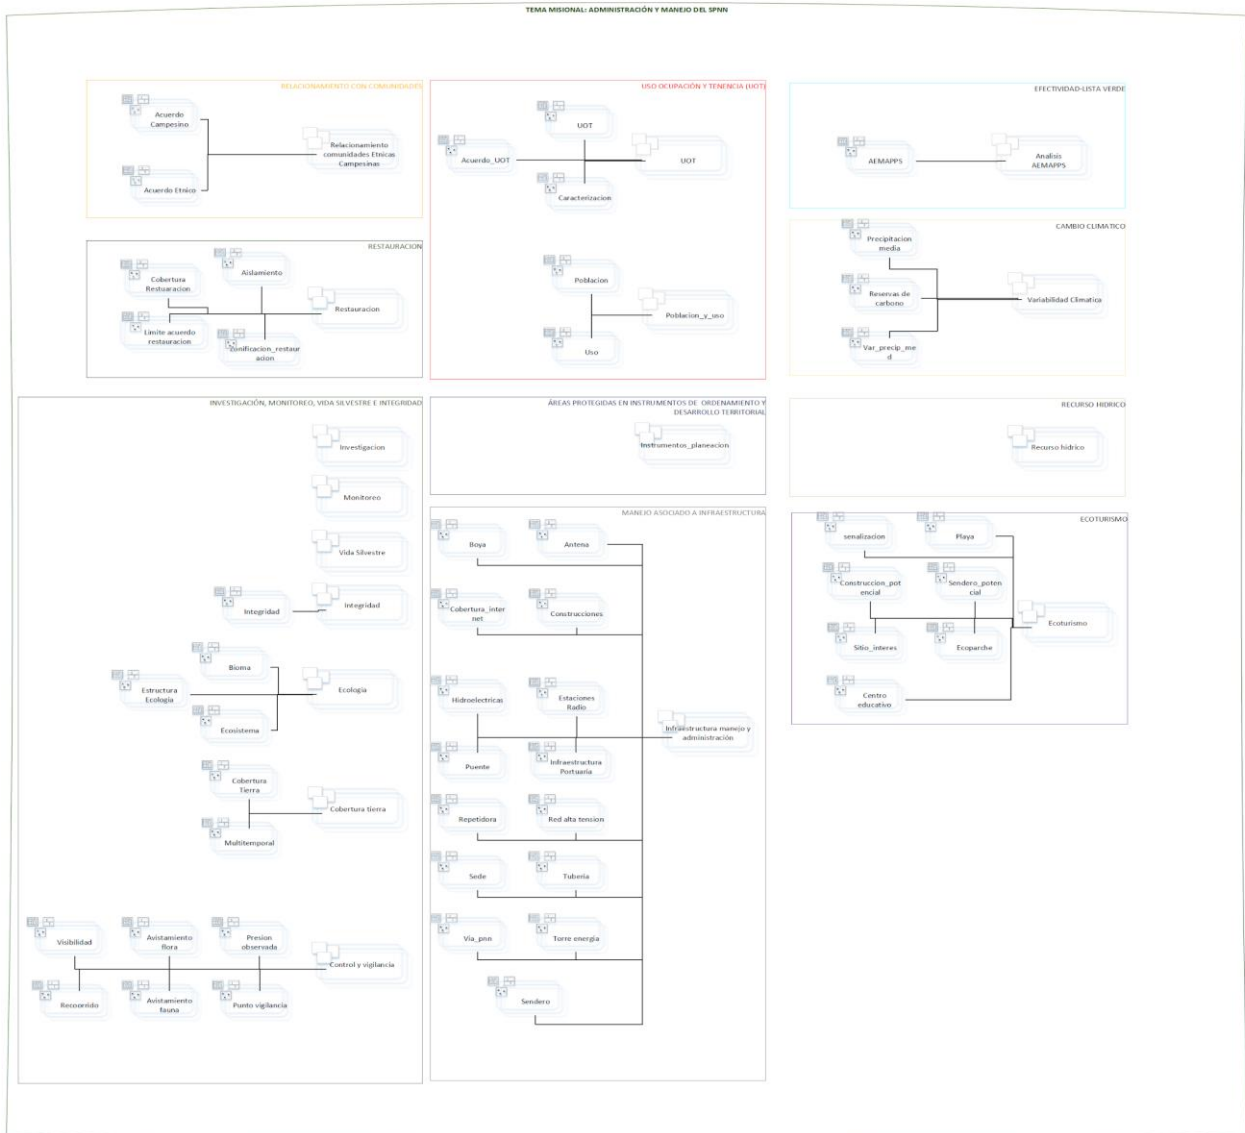 TEMA MISIONAL: ADMINISTRACIÓN Y MANEJO DEL SPNN
RELACIONAMIENTO CON COMUNIDADES
Acuerdo
Campesino
Relacionamiento
comunidades Etnicas
Campesinas
Acuerdo Etnico
USO OCUPACIÓN Y TENENCIA (UOT)
UOT
Acuerdo_UOT
UOT
Caracterizacion
Poblacion
Poblacion_y_uso
Uso
EFECTIVIDAD-LISTA VERDE
AEMAPPS
Analisis
AEMAPPS
RESTAURACION
Cobertura
Restuaracion
Aislamiento
Restauracion
Limite acuerdo
restauracion
Zonificacion_restaur
acion
CAMBIO CLIMATICO
Precipitacion
media
Reservas de
carbono
Variabilidad Climatica
Var_precip_me
d
INVESTIGACIÓN, MONITOREO, VIDA SILVESTRE E INTEGRIDAD
Investigacion
Monitoreo
Vida Silvestre
Integridad
Integridad
Bioma
Estructura
Ecologia
Ecologia
Ecosistema
Cobertura
Tierra
Cobertura tierra
Multitemporal
Visibilidad
Avistamiento
flora
Presion
observada
Control y vigilancia
Recorrido
Avistamiento
fauna
Punto vigilancia
ÁREAS PROTEGIDAS EN INSTRUMENTOS DE ORDENAMIENTO Y
DESARROLLO TERRITORIAL
Instrumentos_planeacion
MANEJO ASOCIADO A INFRAESTRUCTURA
Boya
Antena
Cobertura_inter
net
Construcciones
Hidroelectricas
Estaciones
Radio
Infraestructura manejo y
administración
Puente
Infraestructura
Portuaria
Repetidora
Red alta tension
Sede
Tuberia
Via_pnn
Torre energia
Sendero
RECURSO HIDRICO
Recurso hidrico
ECOTURISMO
senalizacion
Playa
Construccion_pot
encial
Sendero_poten
cial
Ecoturismo
Sitio_interes
Ecoparche
Centro
educativo